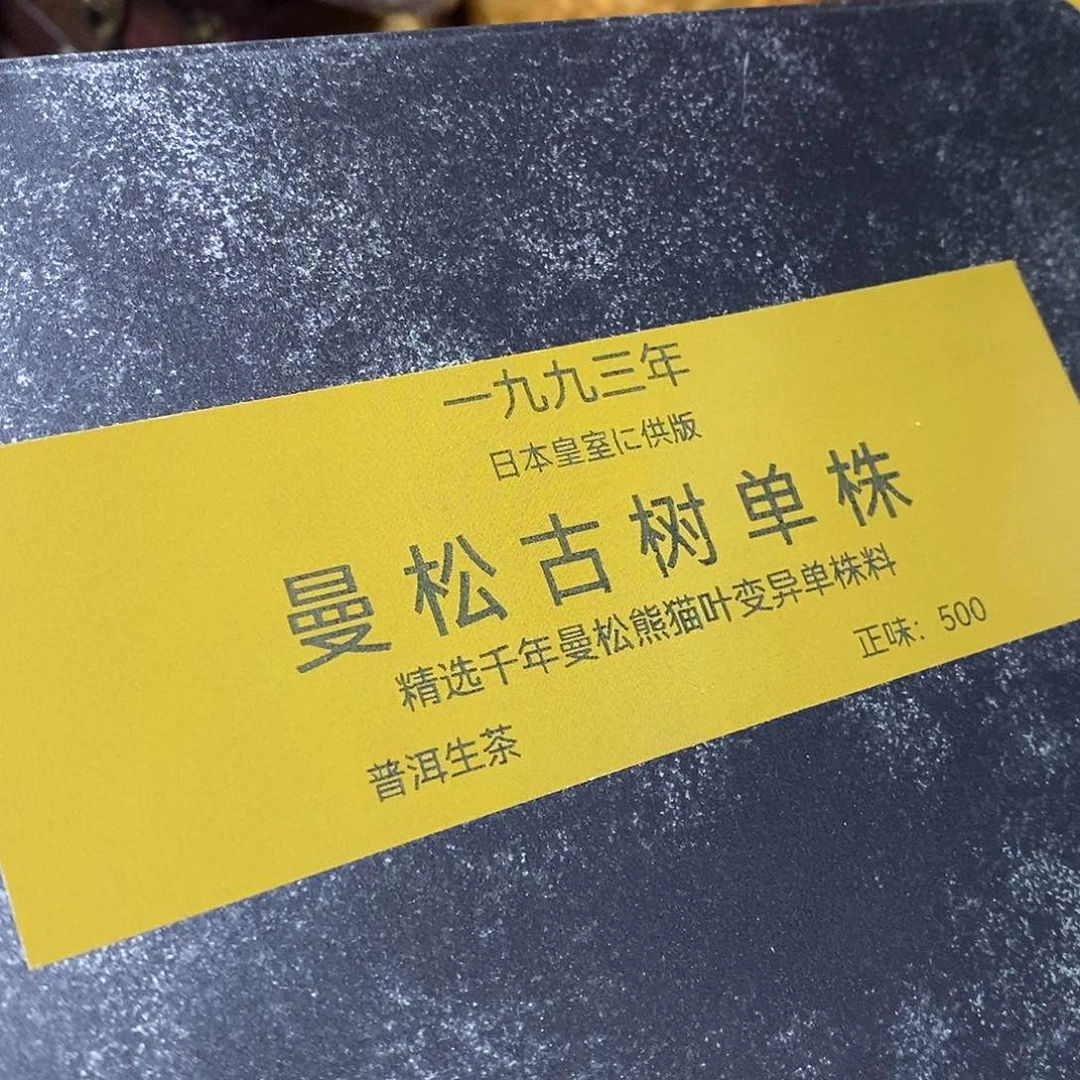 一九九三年
日本皇室に供版
曼松古树单株
精选千年曼松熊猫叶变异单株料
正味：500
普洱生茶